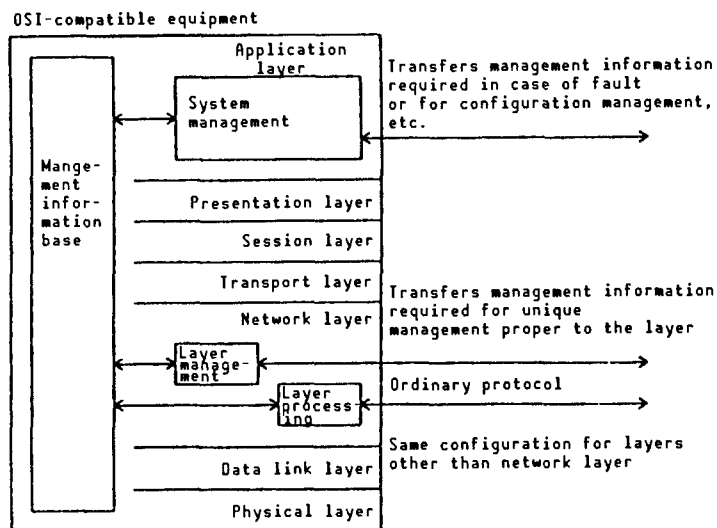 OSI-compatible equipment
Application
layer
Transfers management information
required in case of fault
or for configuration management,
etc.
System
management
Mange-
ment
infor-
mation
base
Presentation layer
Session layer
Transport layer
Network layer
Transfers management information
required for unique
management proper to the layer
Layer
manage-
ment
Ordinary protocol
Layer
process-
ing
Same configuration for layers
other than network layer
Data link layer
Physical layer